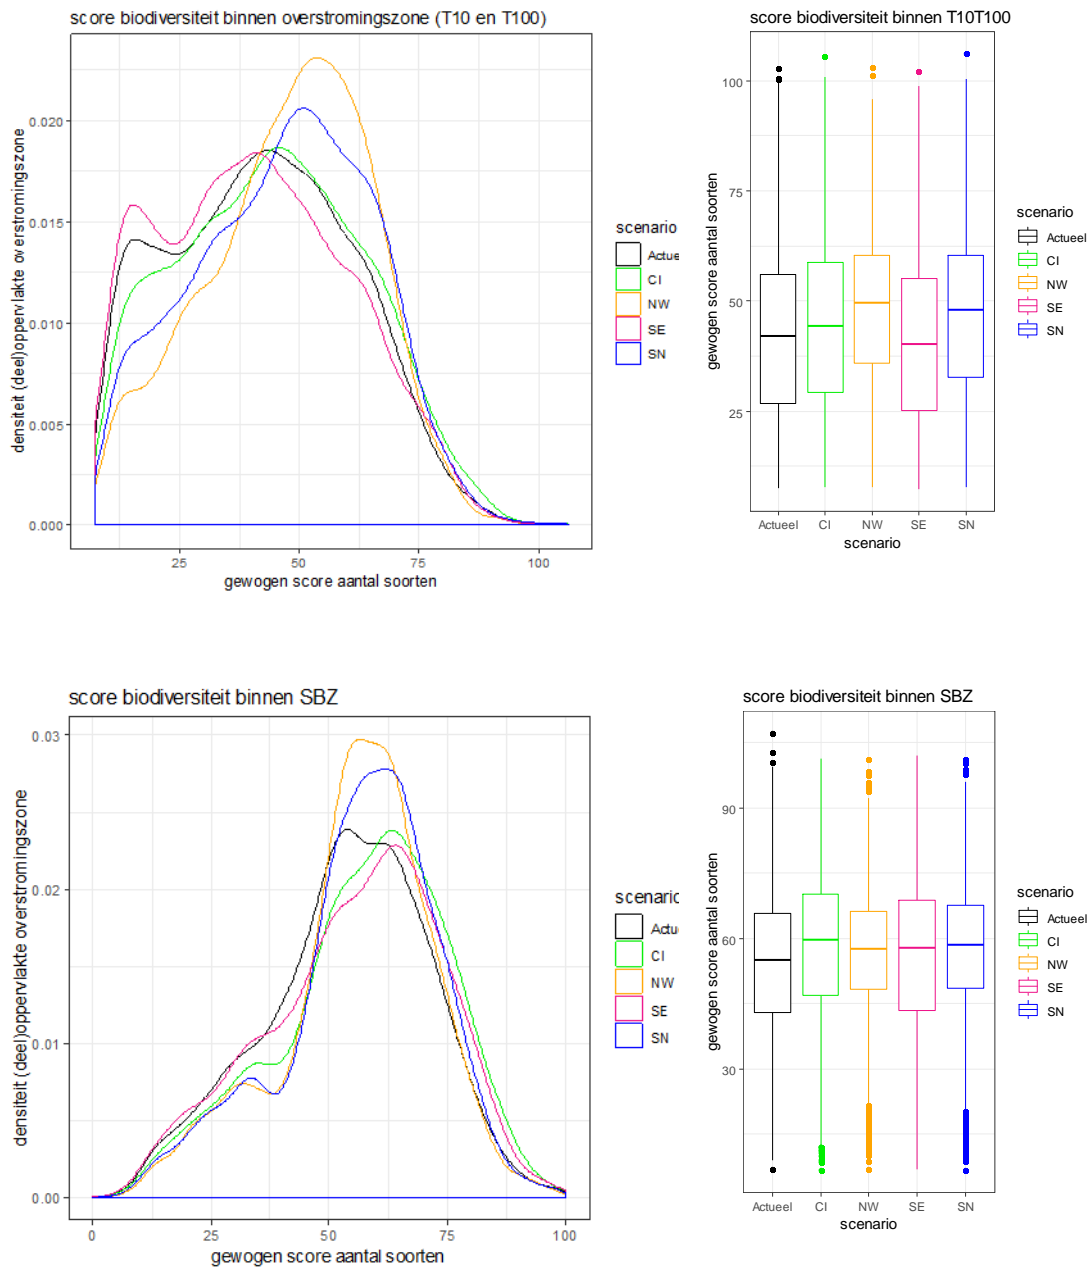 score biodiversiteit binnen overstromingszone (T10 en T100)
densiteit (deel)oppervlakte overstromingszone
0.020
0.015
0.010
0.005
0.000
25
50
75
100
gewogen score aantal soorten
scenario
Actue
CI
NW
SE
SN
score biodiversiteit binnen T10T100
gewogen score aantal soorten
100
75
50
25
Actueel
CI
NW
SE
SN
scenario
scenario
Actueel
CI
NW
SE
SN
score biodiversiteit binnen SBZ
densiteit (deel)oppervlakte overstromingszone
0.03
0.02
0.01
0.00
0
25
50
75
100
gewogen score aantal soorten
scenaric
Actu
CI
NW
SE
SN
score biodiversiteit binnen SBZ
gewogen score aantal soorten
90
60
30
Actueel
CI
NW
SE
SN
scenario
scenario
Actueel
CI
NW
SE
SN